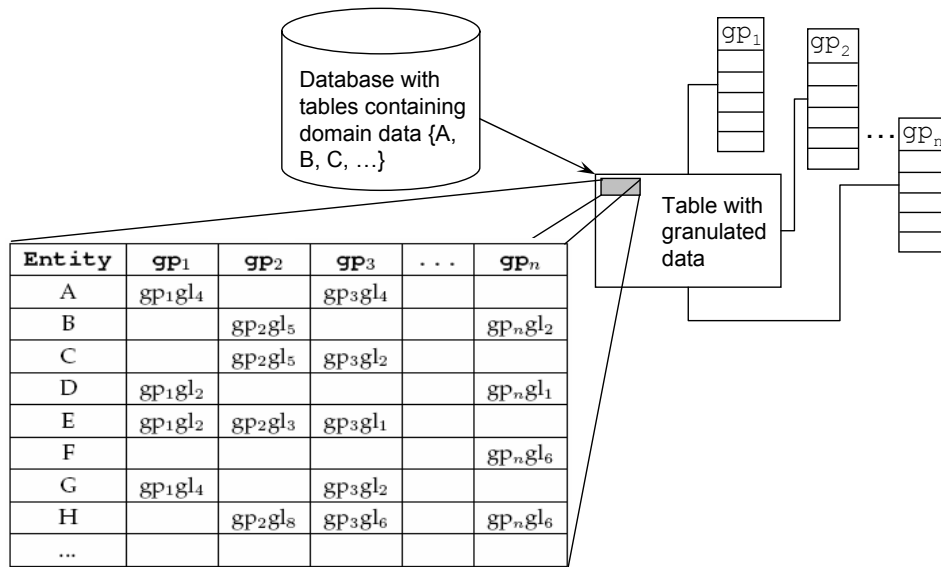 Database with
tables containing
domain data {A,
B, C, …}
gp₁
gp₂
...
gpₙ
Table with
granulated
data
Entity gp₁ gp₂ gp₃ ... gpₙ
A gp₁gl₄ gp₃gl₄
B gp₂gl₅ gpₙgl₂
C gp₂gl₅ gp₃gl₂
D gp₁gl₂ gpₙgl₁
E gp₁gl₂ gp₂gl₃ gp₃gl₁
F gpₙgl₆
G gp₁gl₄ gp₃gl₂
H gp₂gl₈ gp₃gl₆ gpₙgl₆
...